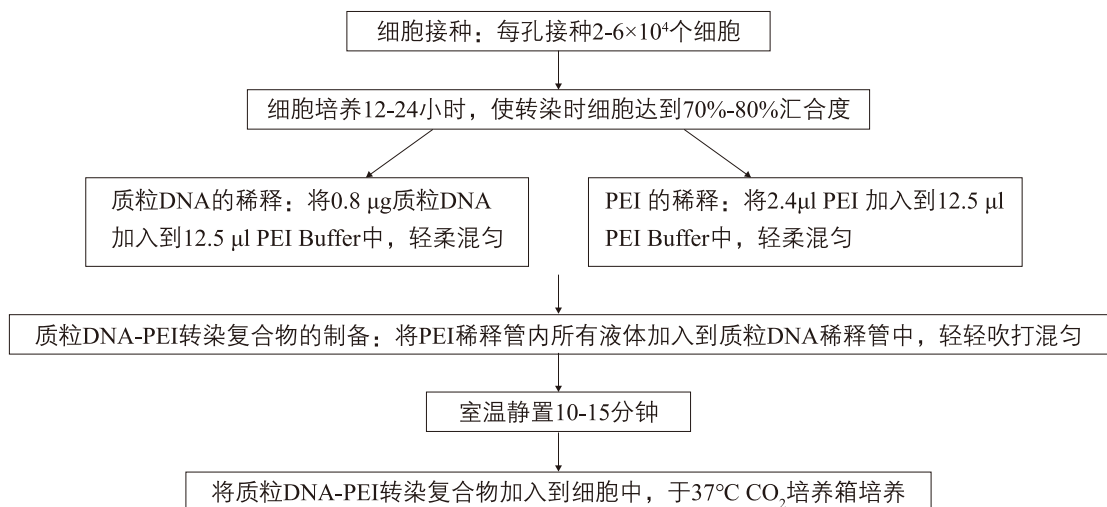 细胞接种：每孔接种2-6×10⁴个细胞
细胞培养12-24小时，使转染时细胞达到70%-80%汇合度
质粒DNA的稀释：将0.8 μg质粒DNA
加入到12.5 μl PEI Buffer中，轻柔混匀
PEI 的稀释：将2.4μl PEI 加入到12.5 μl
PEI Buffer中，轻柔混匀
质粒DNA-PEI转染复合物的制备：将PEI稀释管内所有液体加入到质粒DNA稀释管中，轻轻吹打混匀
室温静置10-15分钟
将质粒DNA-PEI转染复合物加入到细胞中，于37°C CO₂培养箱培养